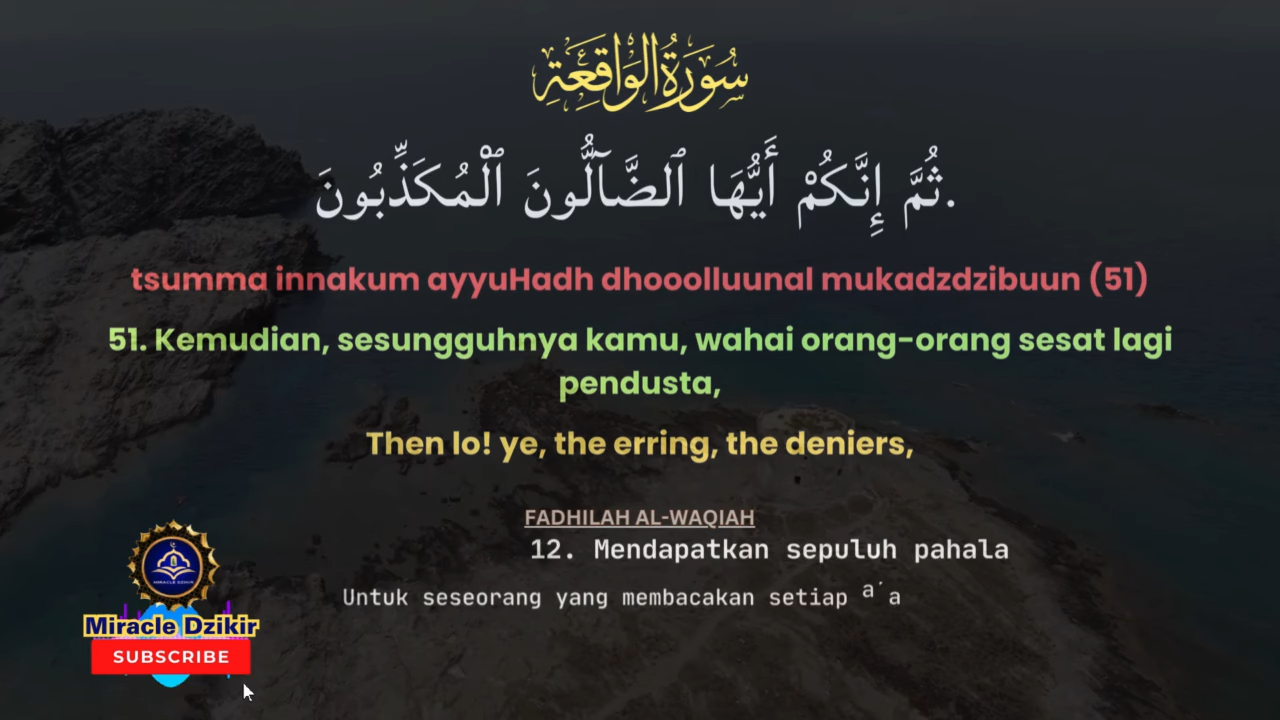 سُورَةُ الْوَاقِعَةِ
ثُمَّ إِنَّكُمْ أَيُّهَا ٱلضَّآلُّونَ ٱلْمُكَذِّبُونَ.
tsumma innakum ayyuHadh dhooolluunal mukadzdzibuun (51)
51. Kemudian, sesungguhnya kamu, wahai orang-orang sesat lagi
pendusta,
Then lo! ye, the erring, the deniers,
FADHILAH AL-WAQIAH
12. Mendapatkan sepuluh pahala
Untuk seseorang yang membacakan setiap
MIRACLE DZIKIR
Miracle Dzikir
SUBSCRIBE